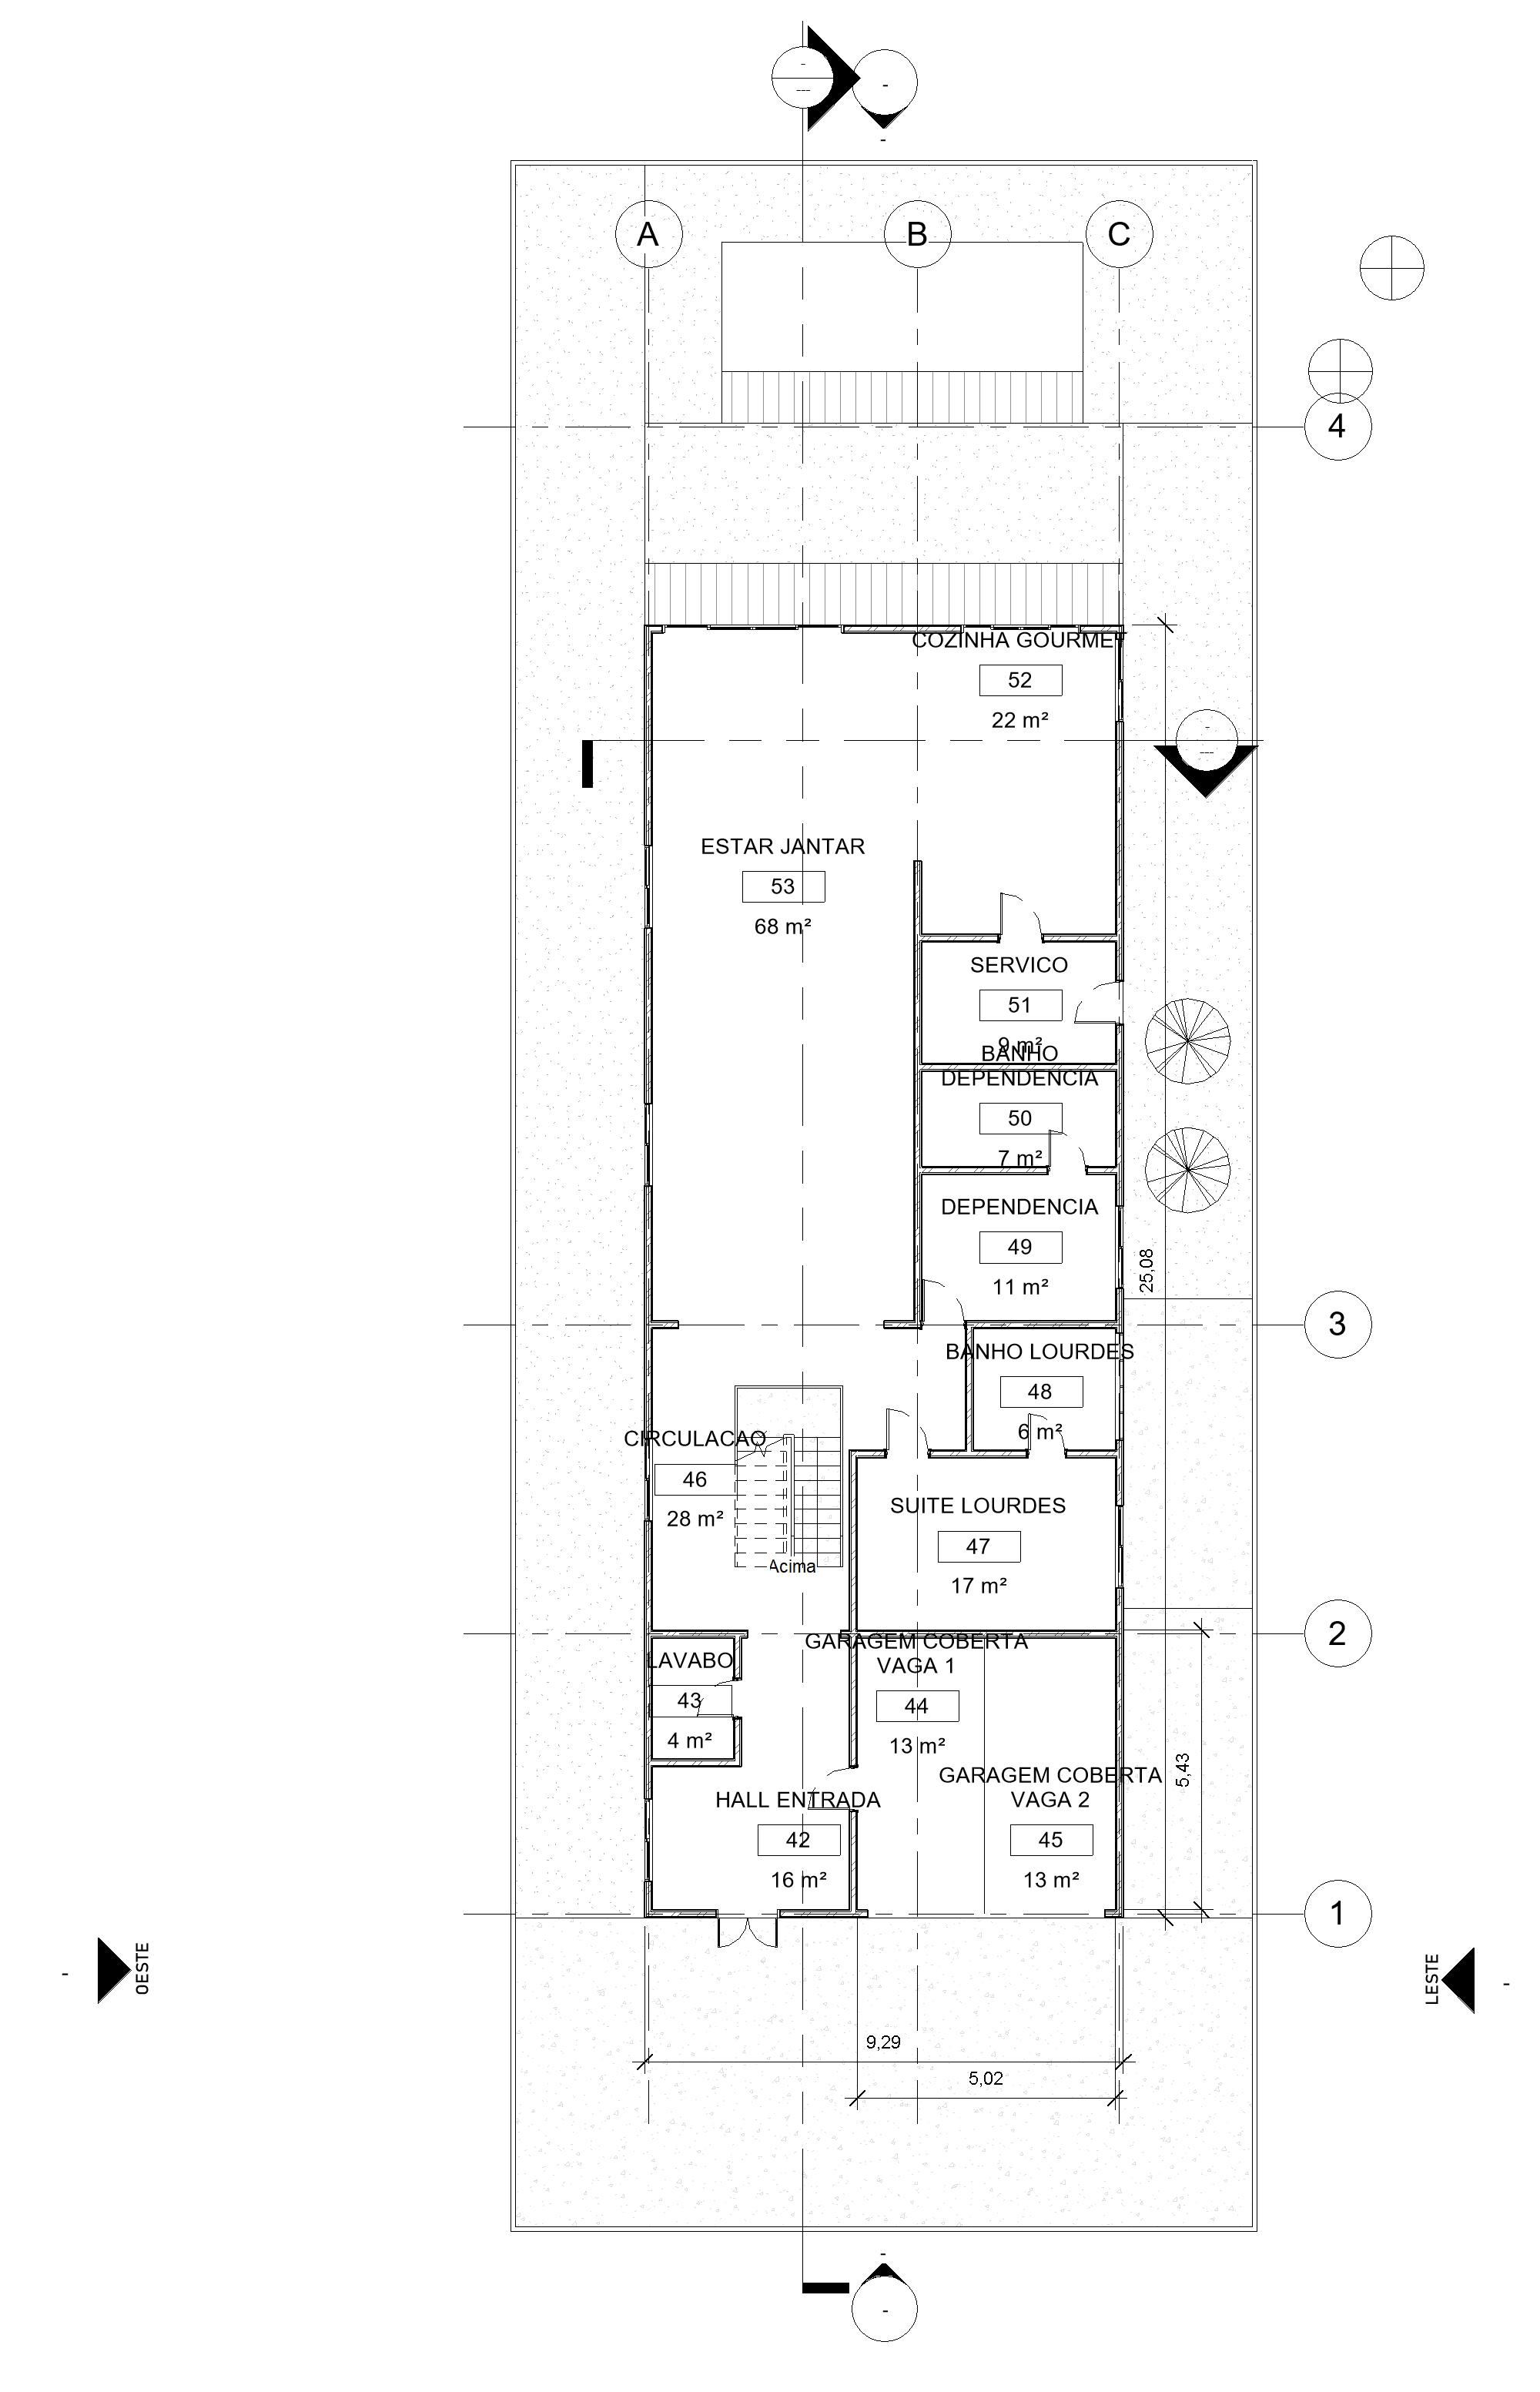 -
---
-
-
A
B
C
4
COZINHA GOURMET
52
22 m²
-
---
ESTAR JANTAR
53
68 m²
SERVICO
51
9 m²
BANHO
DEPENDENCIA
50
7 m²
DEPENDENCIA
49
11 m²
25,08
3
BANHO LOURDES
48
6 m²
CIRCULACAO
46
28 m²
SUITE LOURDES
47
17 m²
Acima
2
GARAGEM COBERTA
VAGA 1
44
13 m²
LAVABO
43
4 m²
GARAGEM COBERTA
VAGA 2
45
13 m²
5,43
HALL ENTRADA
42
16 m²
1
-
OESTE
LESTE
-
9,29
5,02
-
-